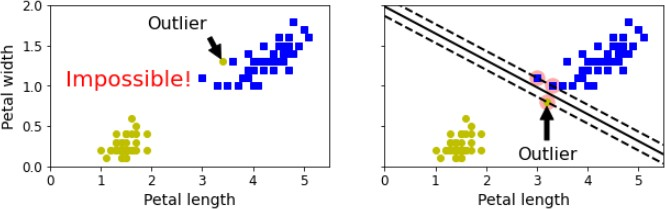 2.0
1.5
1.0
0.5
0.0
Petal width
Outlier
Impossible!
0 1 2 3 4 5
Petal length
Outlier
0 1 2 3 4 5
Petal length